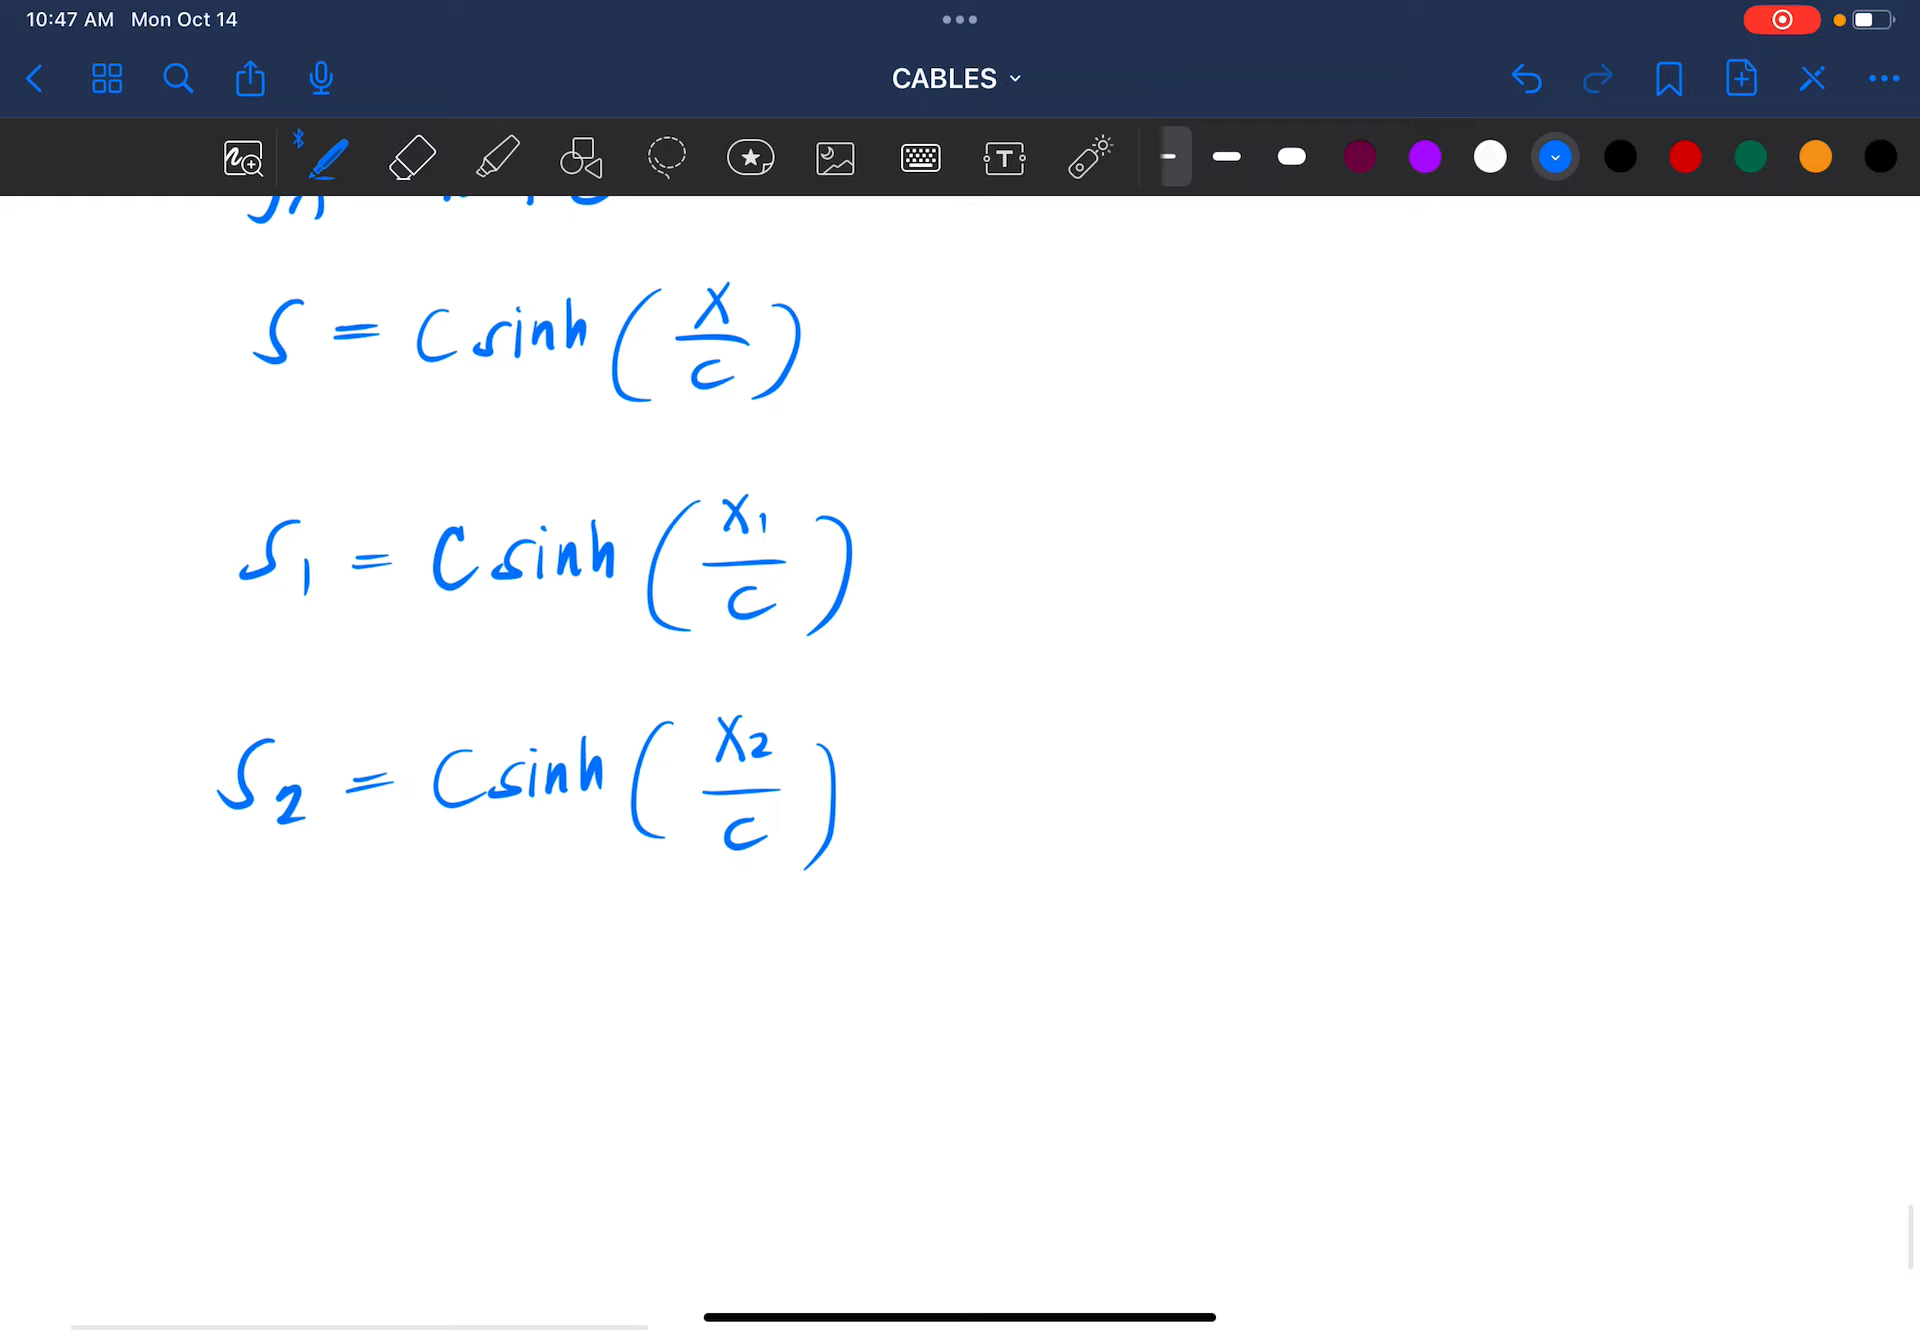 10:47 AM Mon Oct 14
CABLES
T
S = C sinh ( x / c )
S₁ = C sinh ( x₁ / c )
S₂ = C sinh ( x₂ / c )